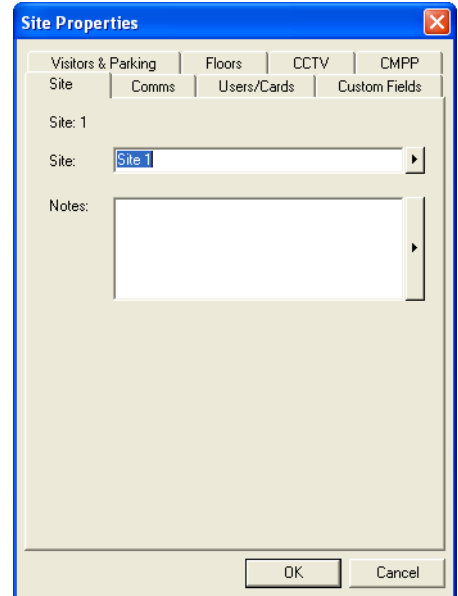 Site Properties
Visitors & Parking Floors CCTV CMPP
Site Comms Users/Cards Custom Fields
Site: 1
Site: Site 1
Notes:
OK Cancel